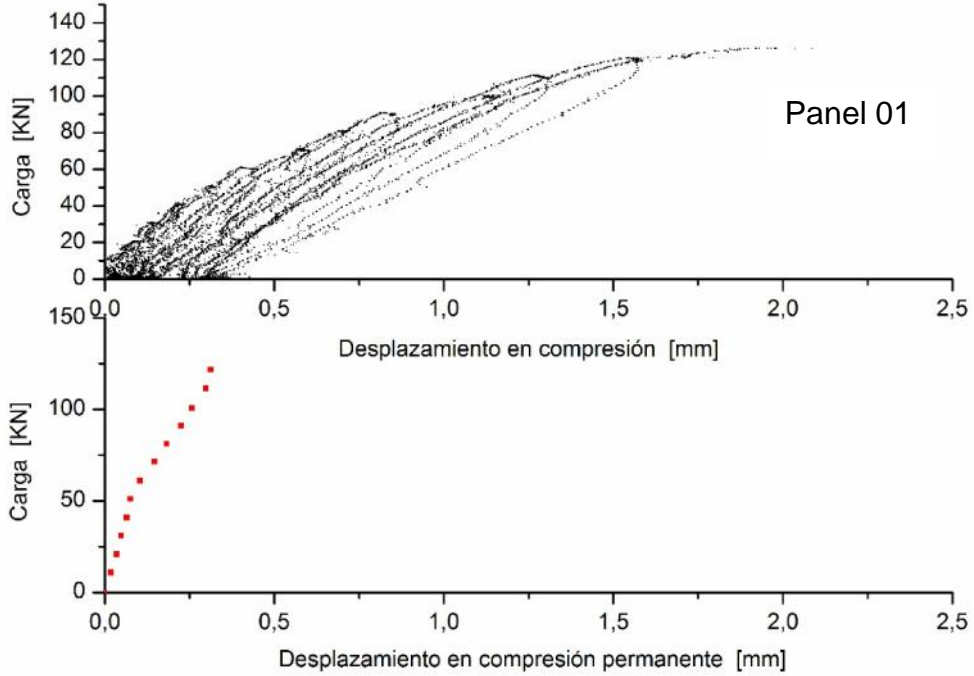 140
120
100
80
60
40
20
0
Carga [KN]
Panel 01
0,0 0,5 1,0 1,5 2,0 2,5
Desplazamiento en compresión [mm]
150
100
50
0
Carga [KN]
0,0 0,5 1,0 1,5 2,0 2,5
Desplazamiento en compresión permanente [mm]